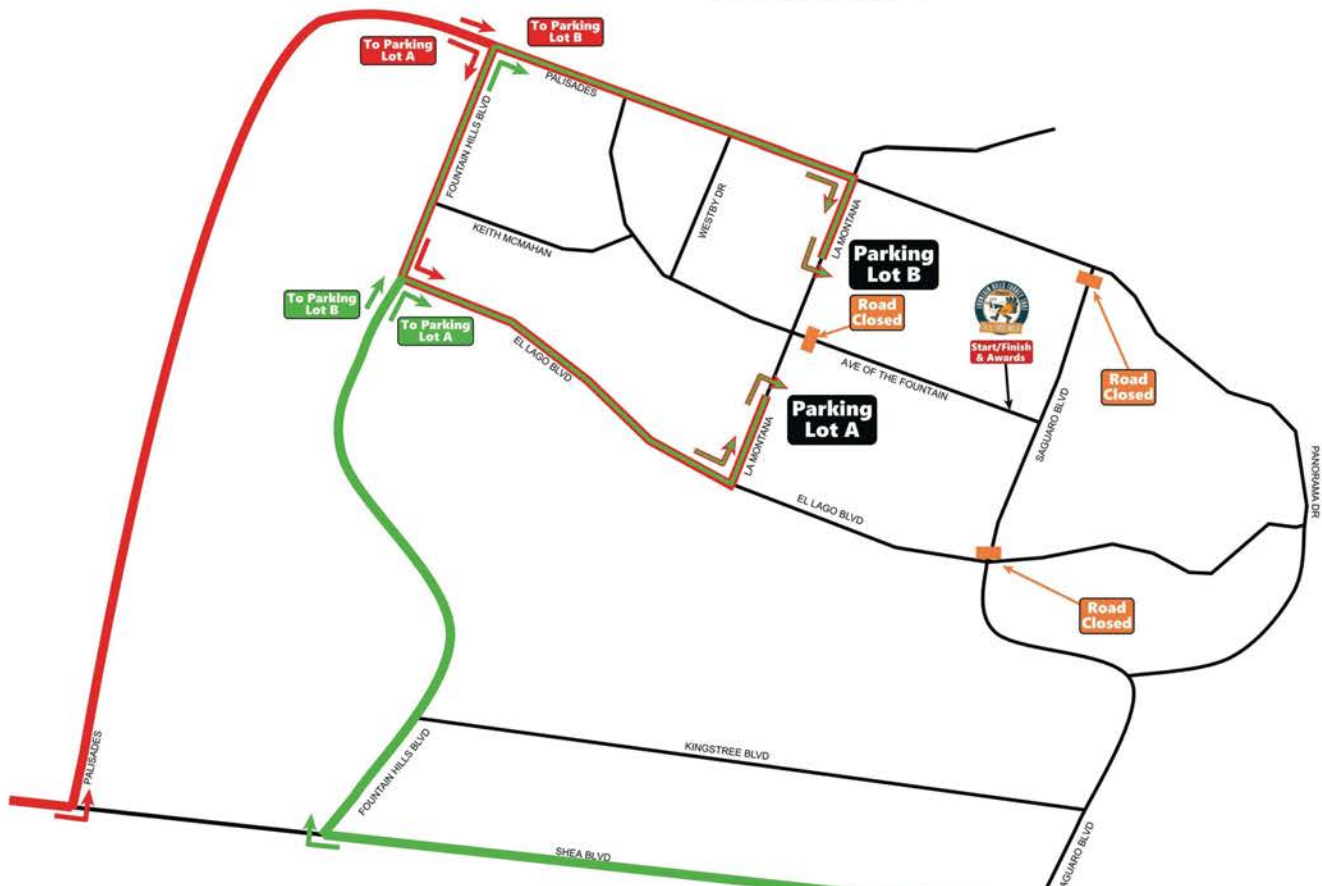 To Parking
Lot B
To Parking
Lot A
PALISADES
FOUNTAIN HILLS BLVD
KEITH MCMAHAN
WESTBY DR.
LA MONTANA
Parking
Lot B
Road
Closed
To Parking
Lot B
To Parking
Lot A
EL LAGO BLVD
Start/Finish
& Awards
AVE OF THE FOUNTAIN
Road
Closed
SAGUARO BLVD
Parking
Lot A
LA MONTANA
EL LAGO BLVD
PANORAMA DR
Road
Closed
PALISADES
FOUNTAIN HILLS BLVD
KINGSTREE BLVD
SHEA BLVD